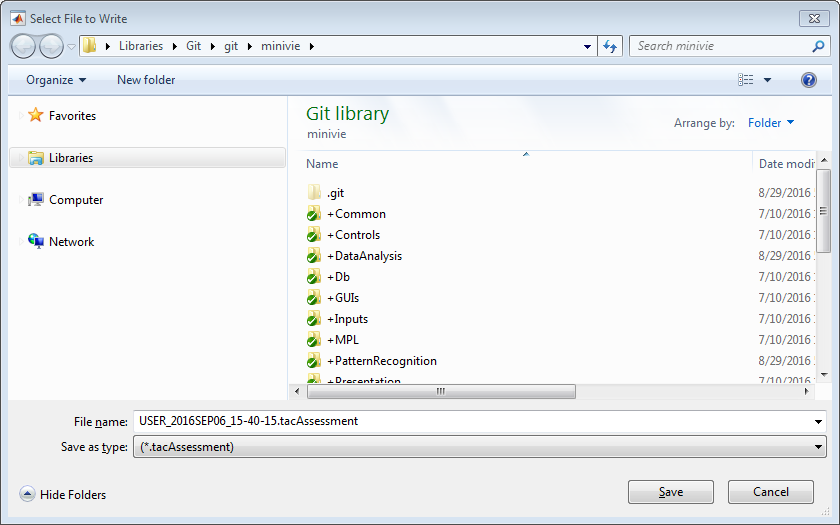 Select File to Write
Libraries Git git minivie
Search minivie
Organize New folder
Favorites
Libraries
Computer
Network
Git library
minivie
Arrange by: Folder
Name Date modi
.git 8/29/2016
+Common 7/10/2016
+Controls 7/10/2016
+DataAnalysis 8/29/2016
+Db 7/10/2016
+GUIs 7/10/2016
+Inputs 7/10/2016
+MPL 7/10/2016
+PatternRecognition 8/29/2016
+Presentation 7/10/2016
File name: USER_2016SEP06_15-40-15.tacAssessment
Save as type: (*.tacAssessment)
Hide Folders
Save Cancel